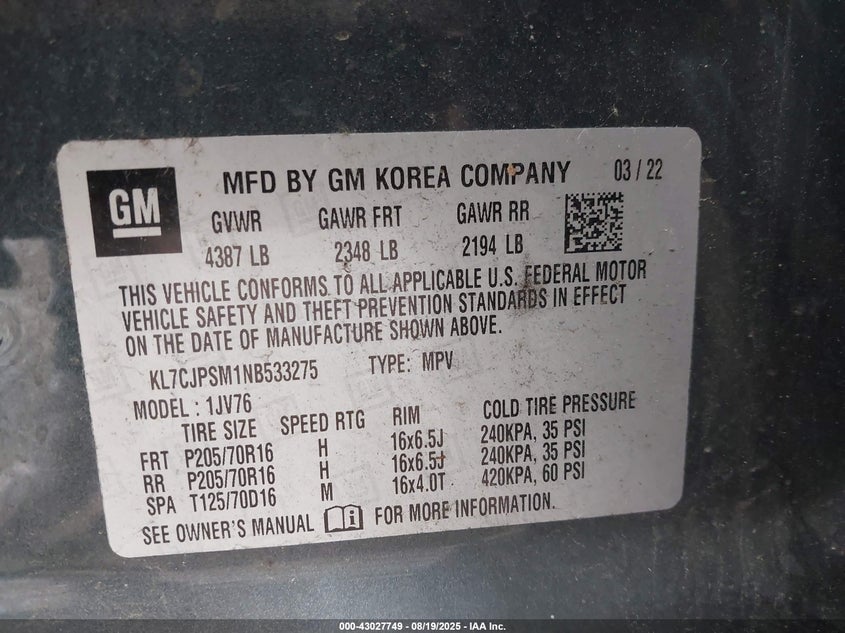 GM
MFD BY GM KOREA COMPANY 03 / 22
GVWR GAWR FRT GAWR RR
4387 LB 2348 LB 2194 LB
THIS VEHICLE CONFORMS TO ALL APPLICABLE U.S. FEDERAL MOTOR
VEHICLE SAFETY AND THEFT PREVENTION STANDARDS IN EFFECT
ON THE DATE OF MANUFACTURE SHOWN ABOVE.
KL7CJPSM1NB533275 TYPE: MPV
MODEL : 1JV76
TIRE SIZE SPEED RTG RIM COLD TIRE PRESSURE
FRT P205/70R16 H 16x6.5J 240KPA, 35 PSI
RR P205/70R16 H 16x6.5J 240KPA, 35 PSI
SPA T125/70D16 M 16x4.0T 420KPA, 60 PSI
SEE OWNER'S MANUAL FOR MORE INFORMATION.
000-43027749 - 08/19/2025 - IAA Inc.